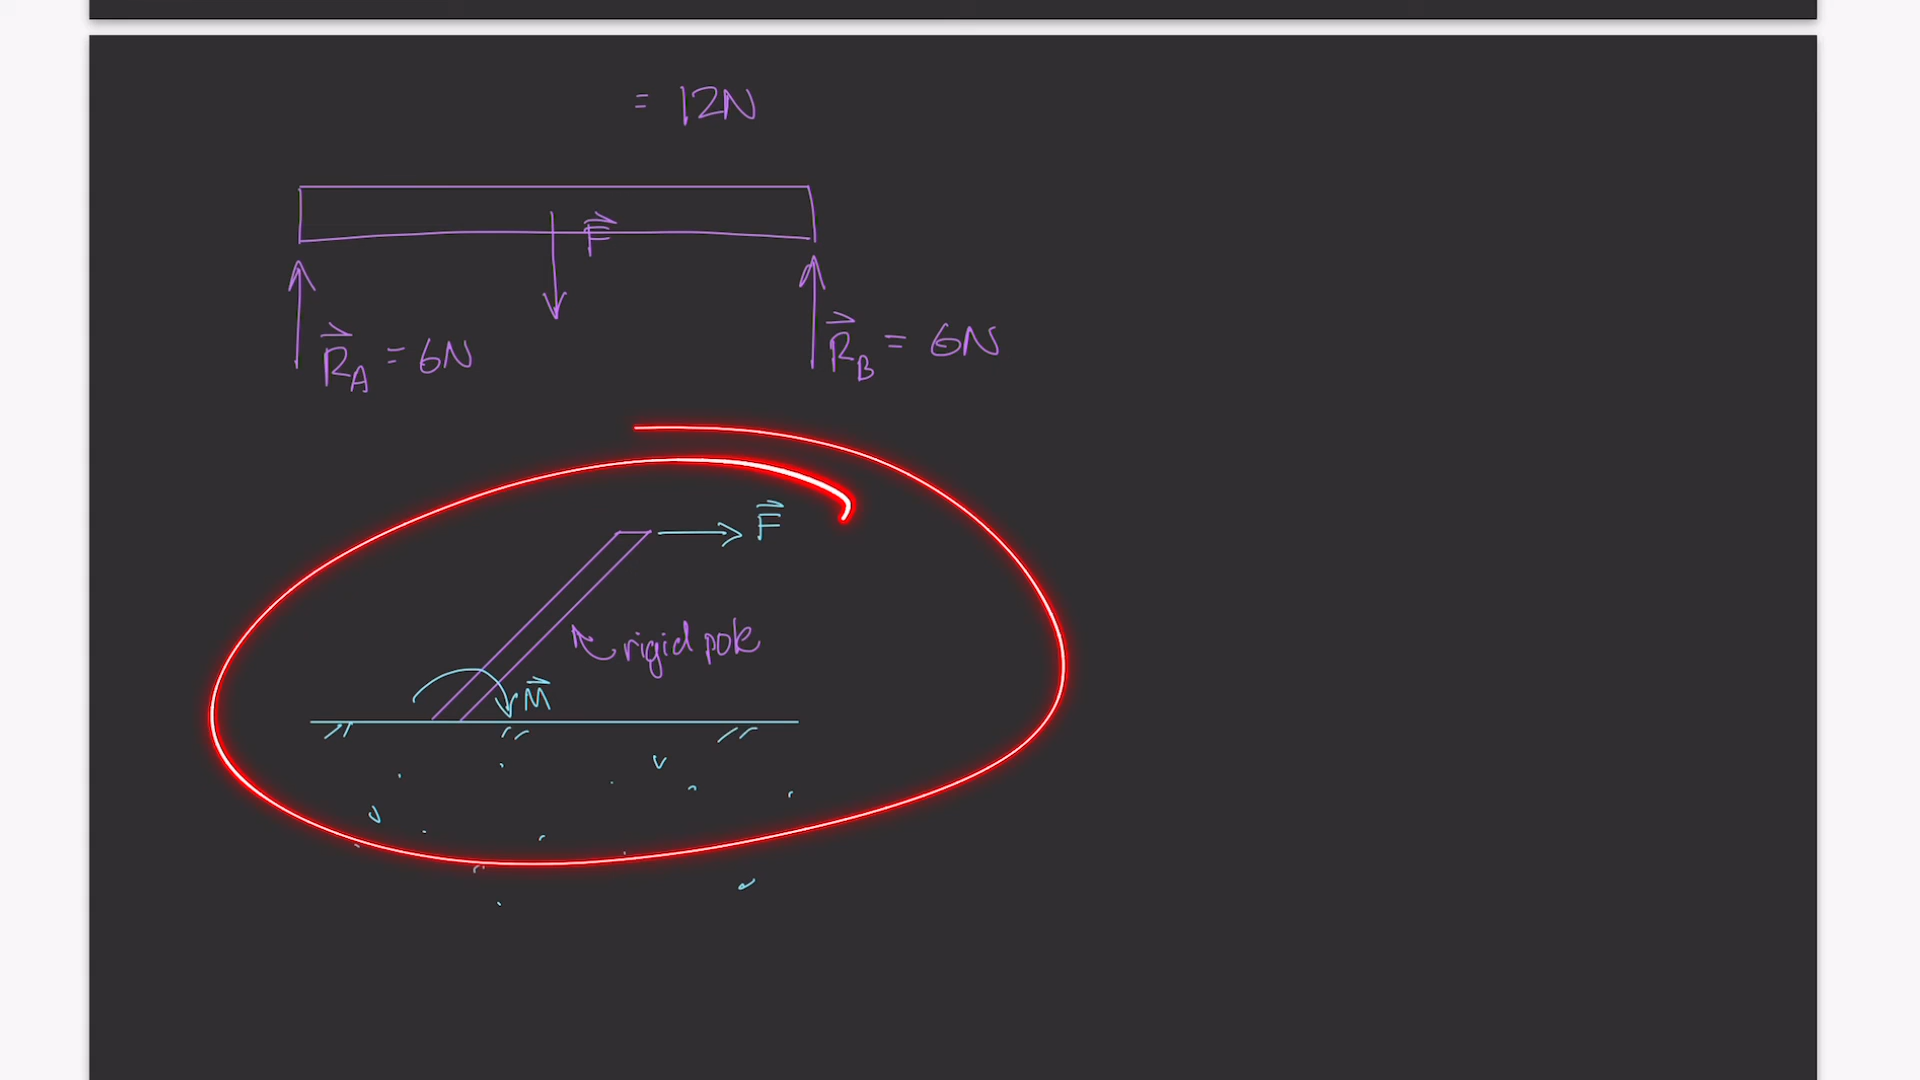 = 12N
F
R_A = 6N
R_B = 6N
F
rigid pole
M